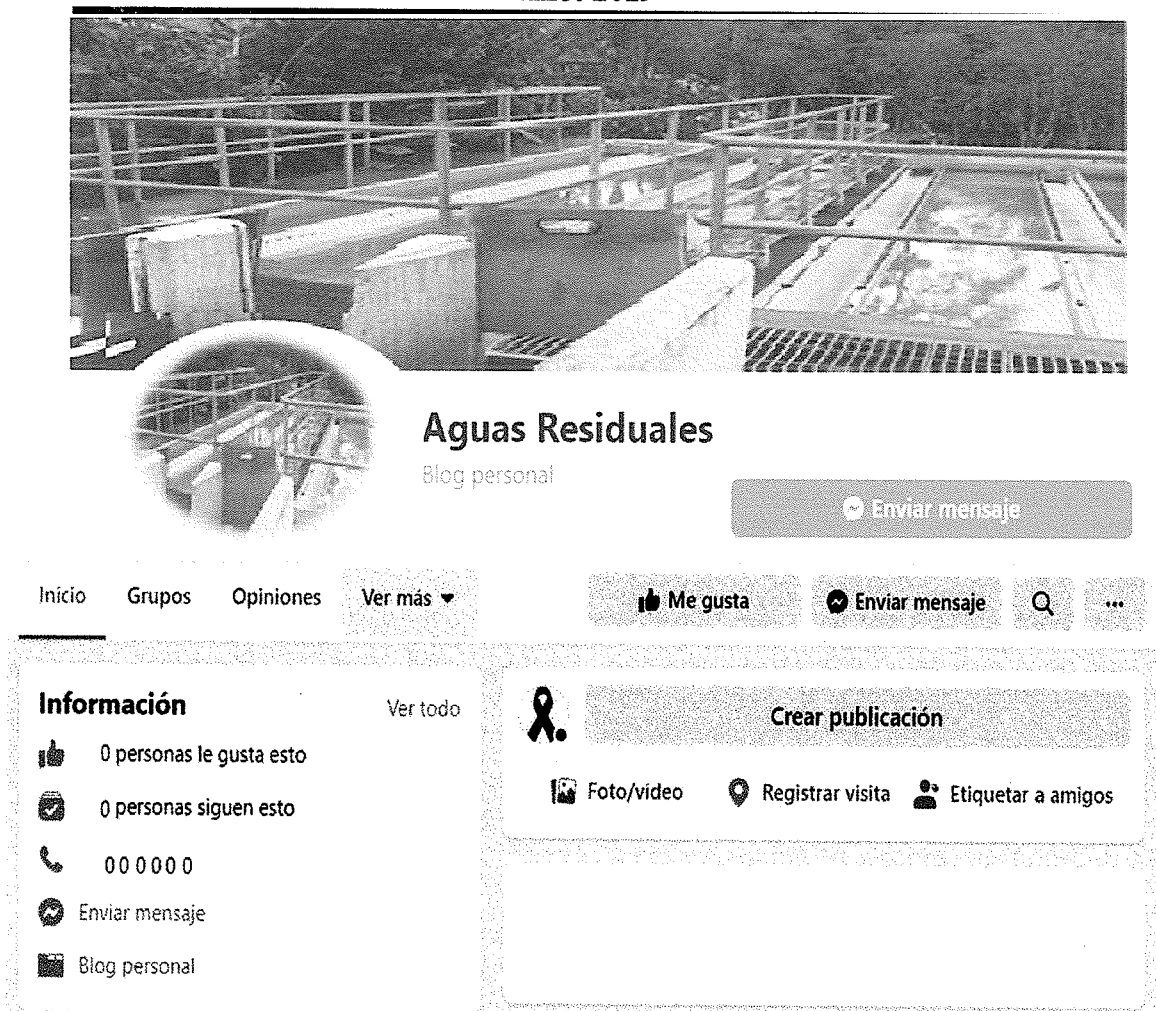 Aguas Residuales
Blog personal
Enviar mensaje
Inicio Grupos Opiniones Ver más
Me gusta Enviar mensaje
Información Ver todo
0 personas le gusta esto
0 personas siguen esto
000000
Enviar mensaje
Blog personal
Crear publicación
Foto/vídeo Registrar visita Etiquetar a amigos